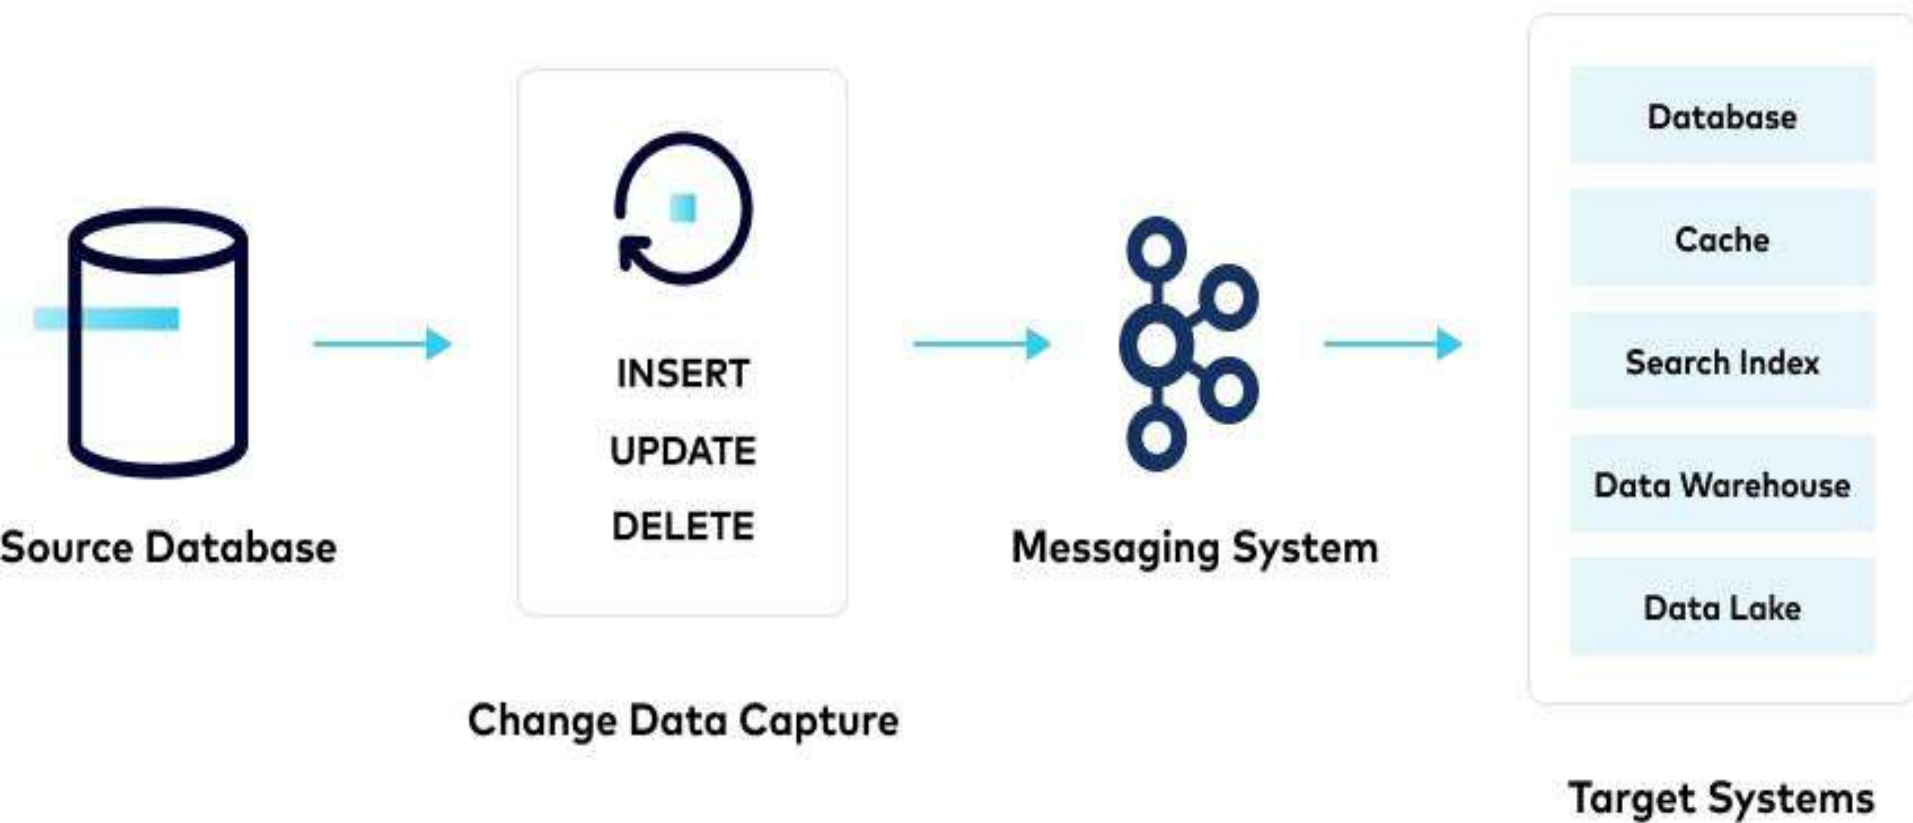 Source Database
INSERT
UPDATE
DELETE
Change Data Capture
Messaging System
Database
Cache
Search Index
Data Warehouse
Data Lake
Target Systems